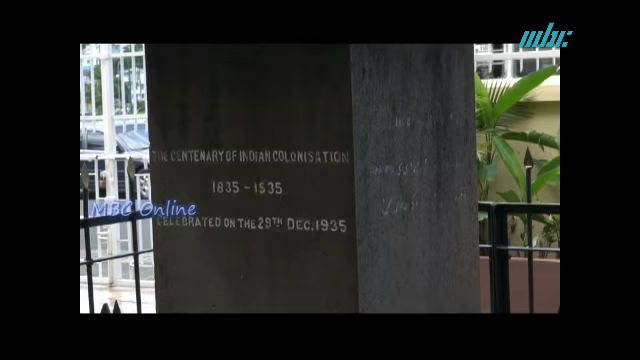 mbc
THE CENTENARY OF INDIAN COLONISATION
1835 - 1935
MBC Online
CELEBRATED ON THE 29TH DEC. 1935